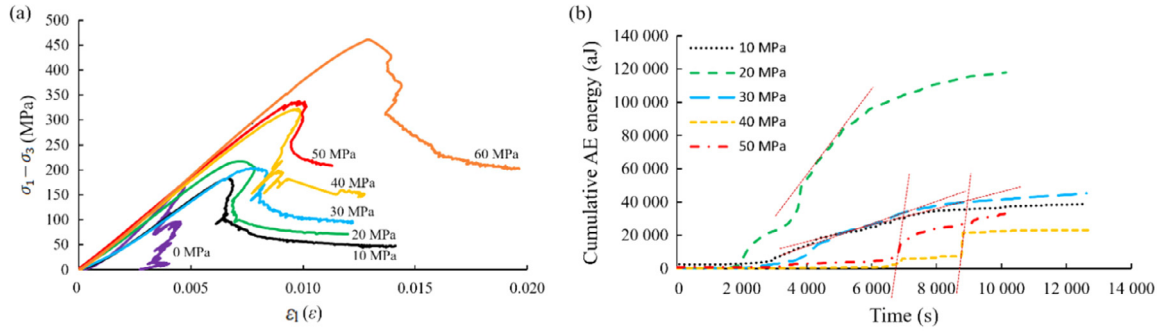 (a)
500
450
400
350
300
250
200
150
100
50
0
σ₁ − σ₃ (MPa)
0
0.005
0.010
0.015
0.020
ε₁ (ε)
50 MPa
60 MPa
40 MPa
30 MPa
20 MPa
10 MPa
0 MPa
(b)
140 000
120 000
100 000
80 000
60 000
40 000
20 000
0
Cumulative AE energy (aJ)
10 MPa
20 MPa
30 MPa
40 MPa
50 MPa
0
2 000
4 000
6 000
8 000
10 000
12 000
14 000
Time (s)